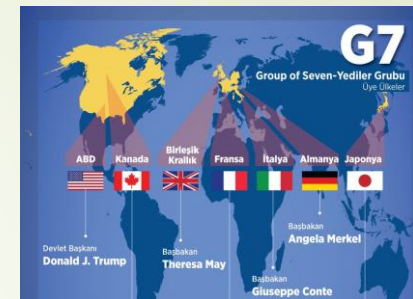 G7
Group of Seven-Yediler Grubu
Üye Ülkeler
ABD
Kanada
Birleşik
Krallık
Fransa
İtalya
Almanya
Japonya
Devlet Başkanı
Donald J. Trump
Başbakan
Theresa May
Başbakan
Giuseppe Conte
Başbakan
Angela Merkel